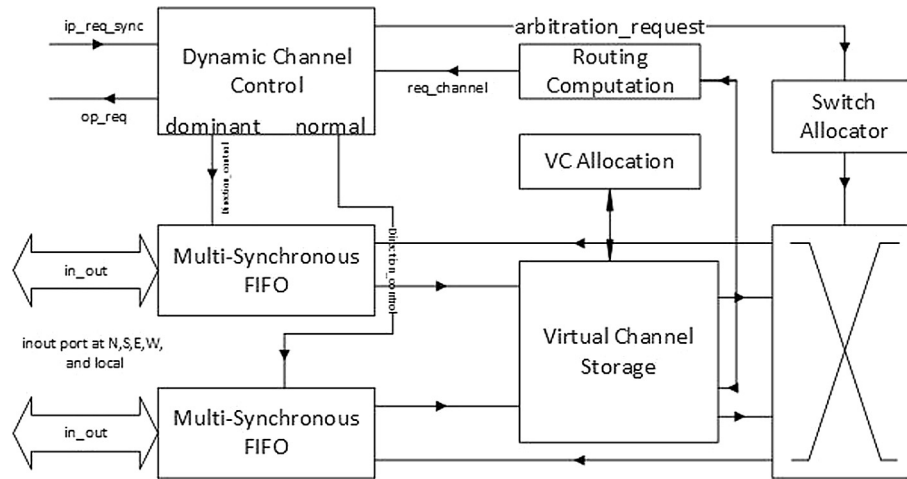 ip_req_sync
op_req
Dynamic Channel
Control
dominant normal
arbitration_request
req_channel
Routing
Computation
Switch
Allocator
VC Allocation
Direction_control
Direction_control
in_out
Multi-Synchronous
FIFO
Virtual Channel
Storage
inout port at N,S,E,W,
and local
in_out
Multi-Synchronous
FIFO